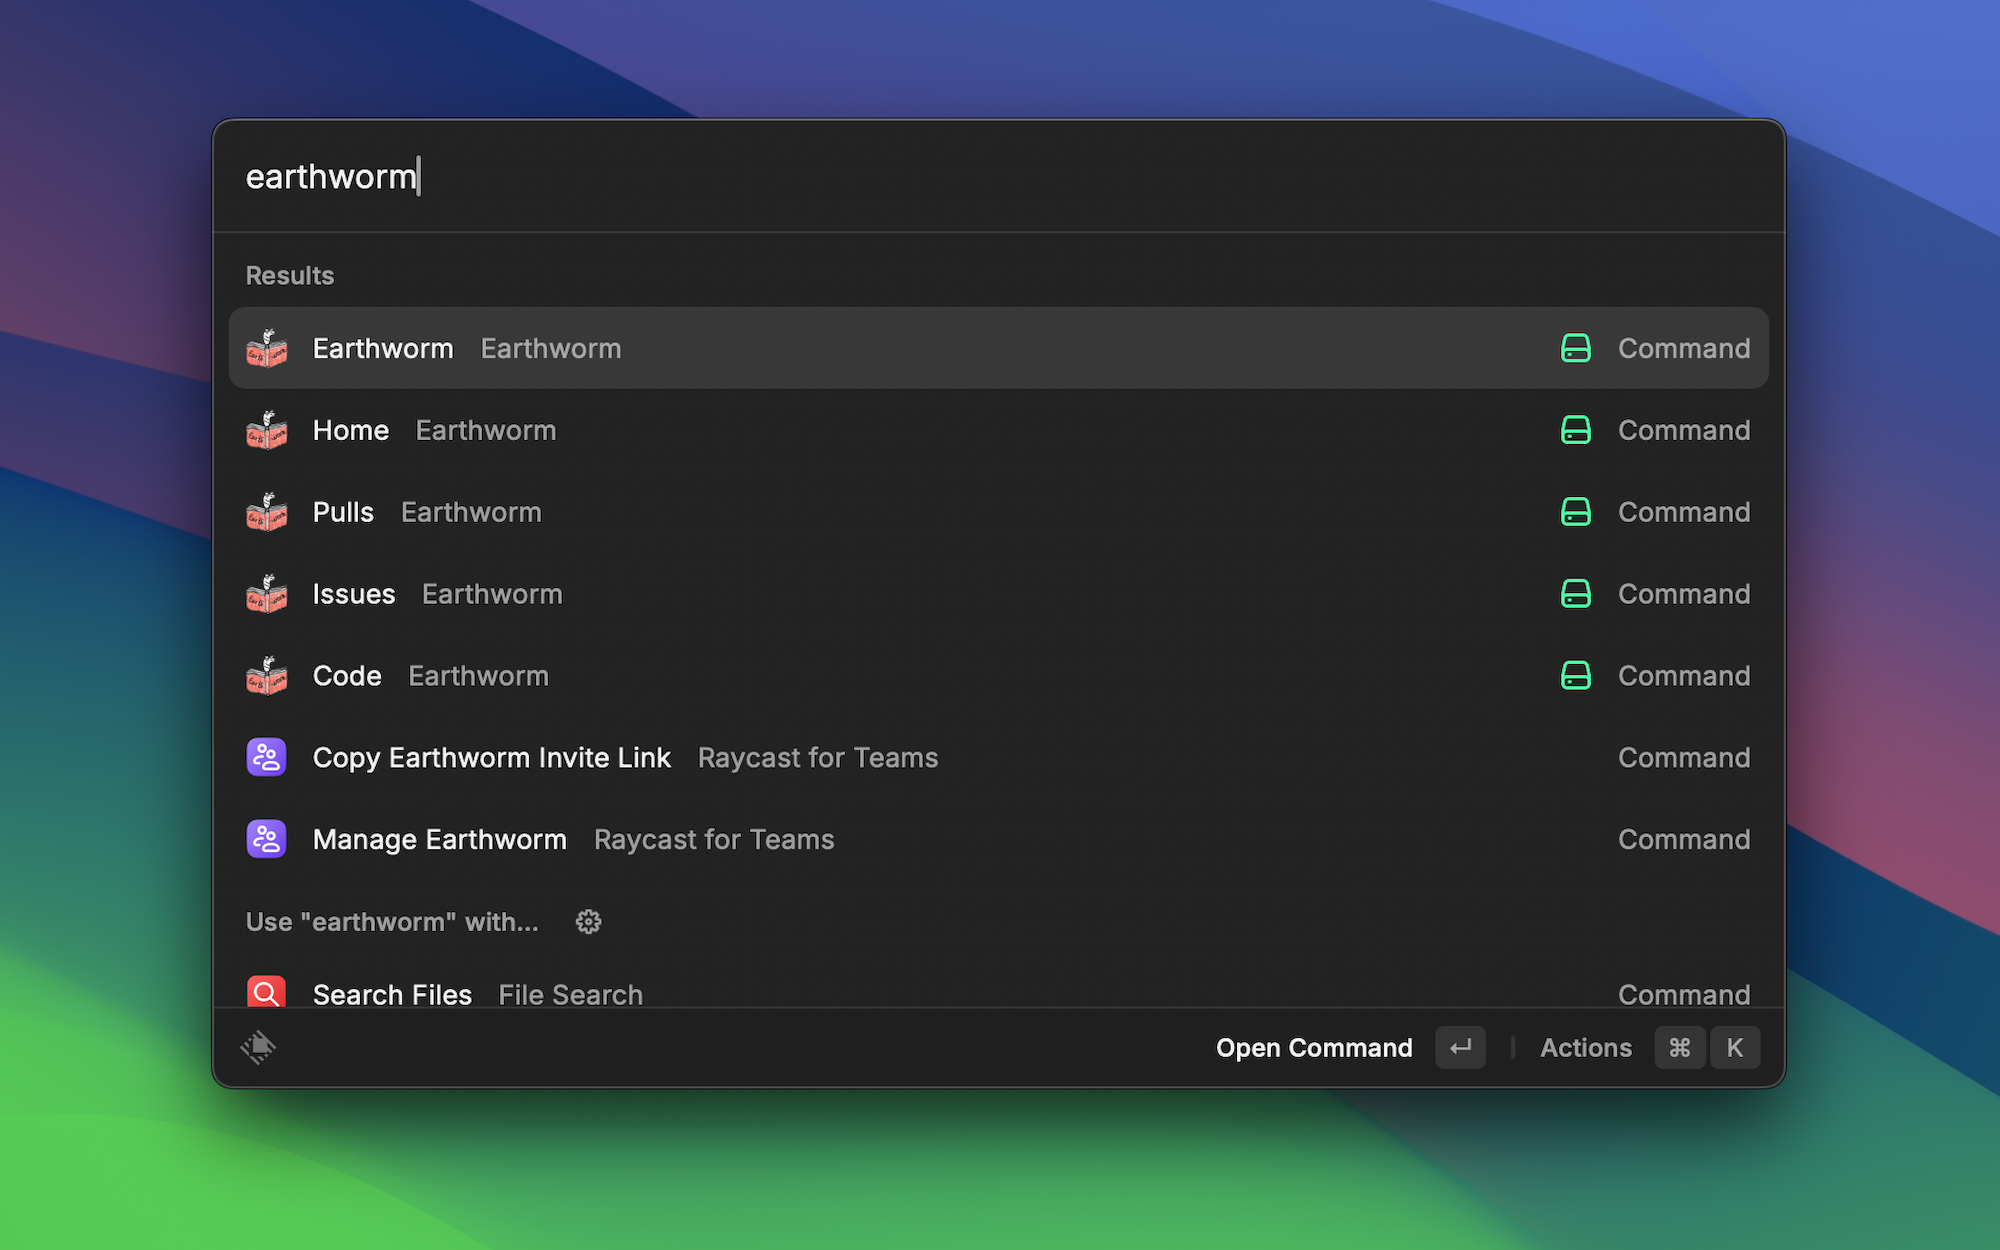 earthworm
Results
Earthworm Earthworm Command
Home Earthworm Command
Pulls Earthworm Command
Issues Earthworm Command
Code Earthworm Command
Copy Earthworm Invite Link Raycast for Teams Command
Manage Earthworm Raycast for Teams Command
Use "earthworm" with...
Search Files File Search Command
Open Command ↵ Actions ⌘ K